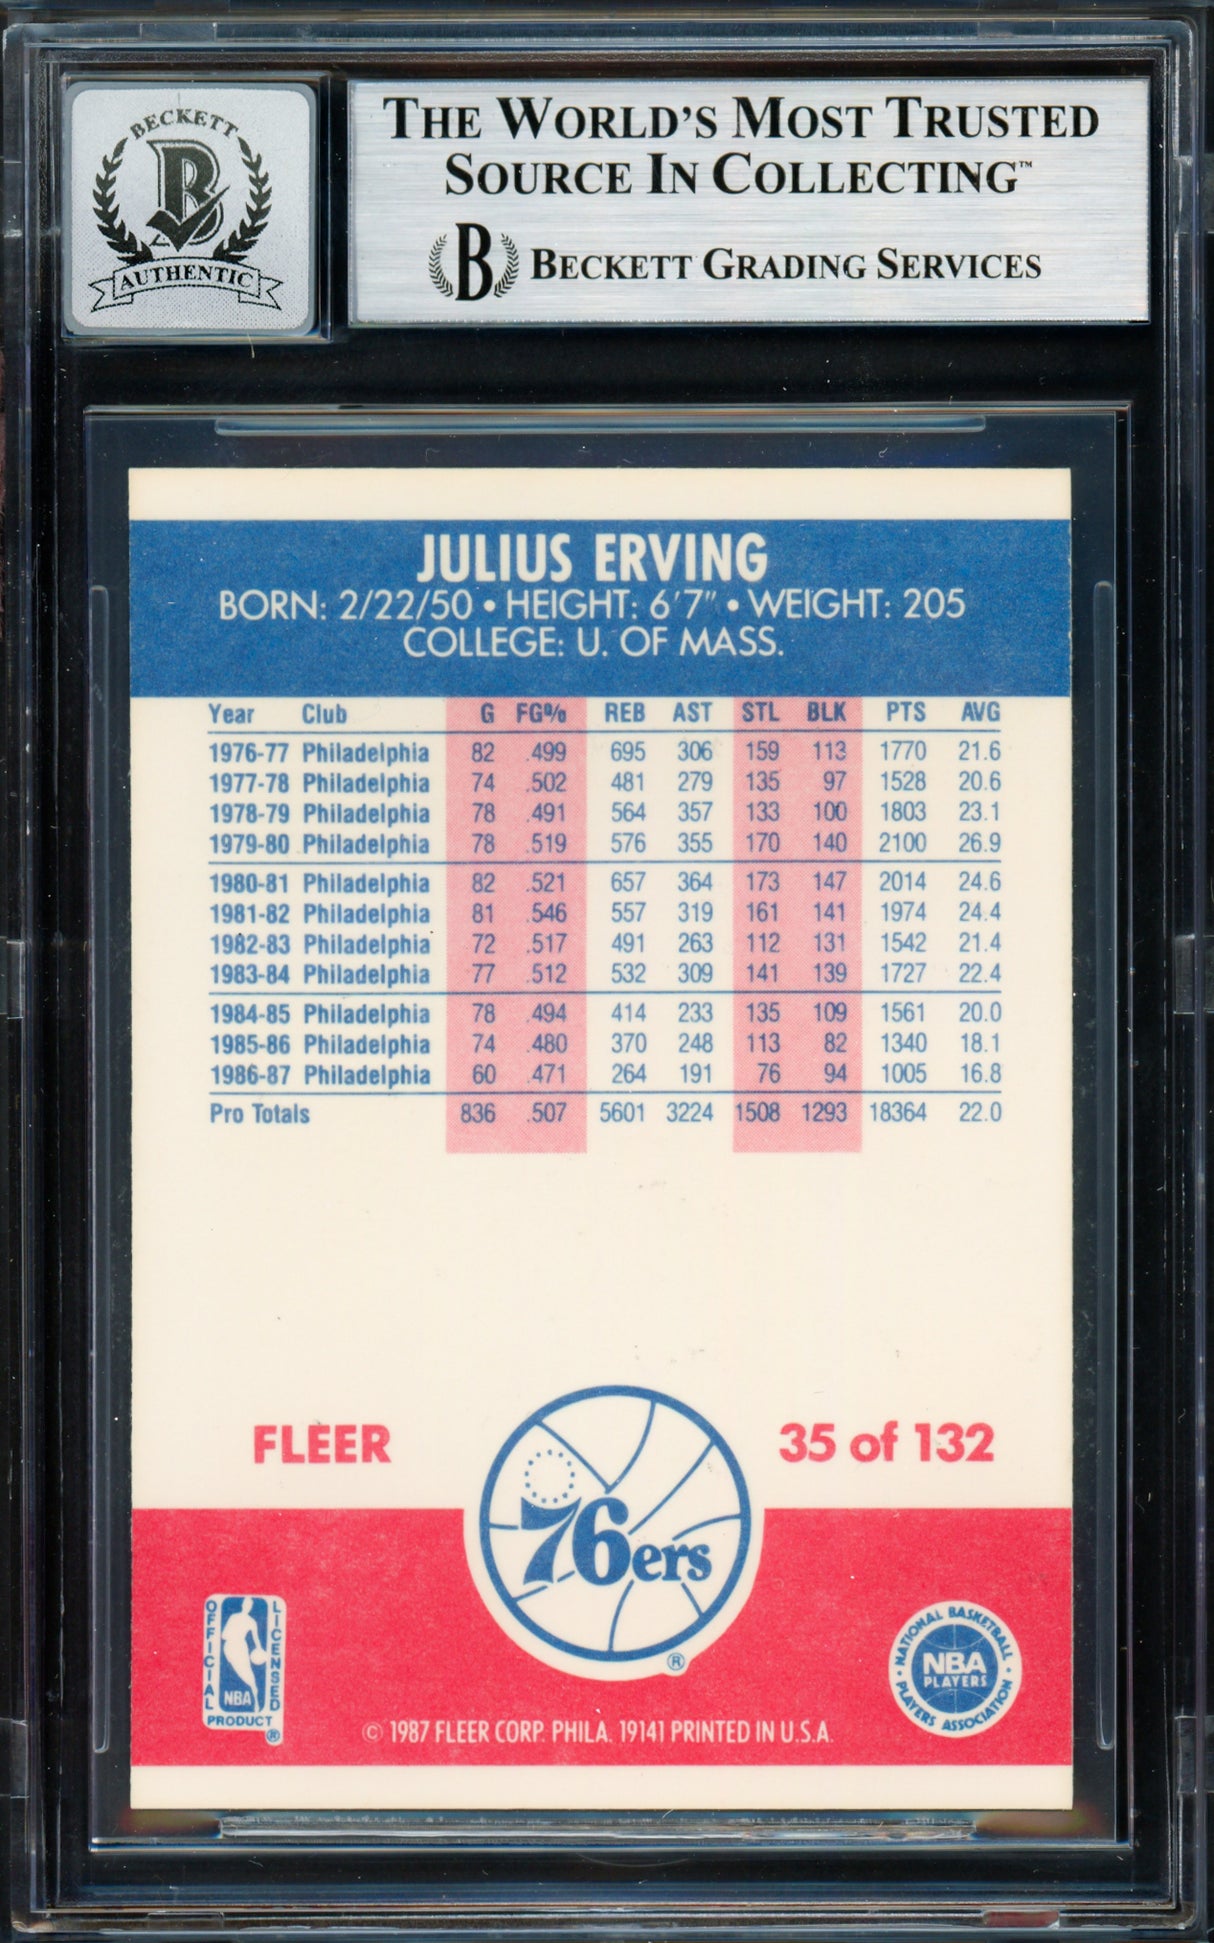 BECKETT
B
AUTHENTIC
THE WORLD'S MOST TRUSTED
SOURCE IN COLLECTING™
B BECKETT GRADING SERVICES
JULIUS ERVING
BORN: 2/22/50 • HEIGHT: 6'7" • WEIGHT: 205
COLLEGE: U. OF MASS.
Year Club G FG% REB AST STL BLK PTS AVG
1976-77 Philadelphia 82 .499 695 306 159 113 1770 21.6
1977-78 Philadelphia 74 .502 481 279 135 97 1528 20.6
1978-79 Philadelphia 78 .491 564 357 133 100 1803 23.1
1979-80 Philadelphia 78 .519 576 355 170 140 2100 26.9
1980-81 Philadelphia 82 .521 657 364 173 147 2014 24.6
1981-82 Philadelphia 81 .546 557 319 161 141 1974 24.4
1982-83 Philadelphia 72 .517 491 263 112 131 1542 21.4
1983-84 Philadelphia 77 .512 532 309 141 139 1727 22.4
1984-85 Philadelphia 78 .494 414 233 135 109 1561 20.0
1985-86 Philadelphia 74 .480 370 248 113 82 1340 18.1
1986-87 Philadelphia 60 .471 264 191 76 94 1005 16.8
Pro Totals 836 .507 5601 3224 1508 1293 18364 22.0
FLEER 35 of 132
76ers
®
OFFICIAL LICENSED
NBA
PRODUCT ®
NATIONAL BASKETBALL
NBA
PLAYERS
• PLAYERS ASSOCIATION •
© 1987 FLEER CORP. PHILA. 19141 PRINTED IN U.S.A.